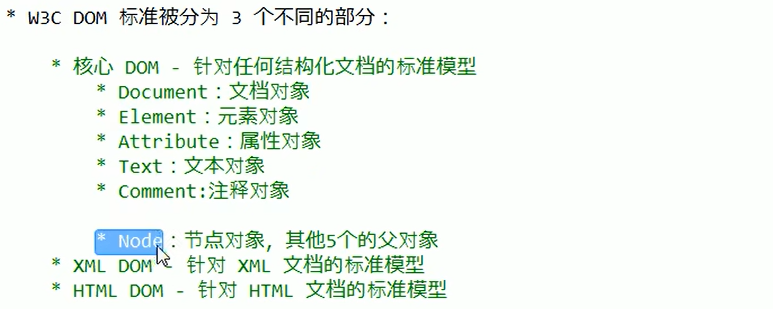 * W3C DOM 标准被分为 3 个不同的部分：
* 核心 DOM - 针对任何结构化文档的标准模型
* Document：文档对象
* Element：元素对象
* Attribute：属性对象
* Text：文本对象
* Comment:注释对象
* Node：节点对象，其他5个的父对象
* XML DOM - 针对 XML 文档的标准模型
* HTML DOM - 针对 HTML 文档的标准模型